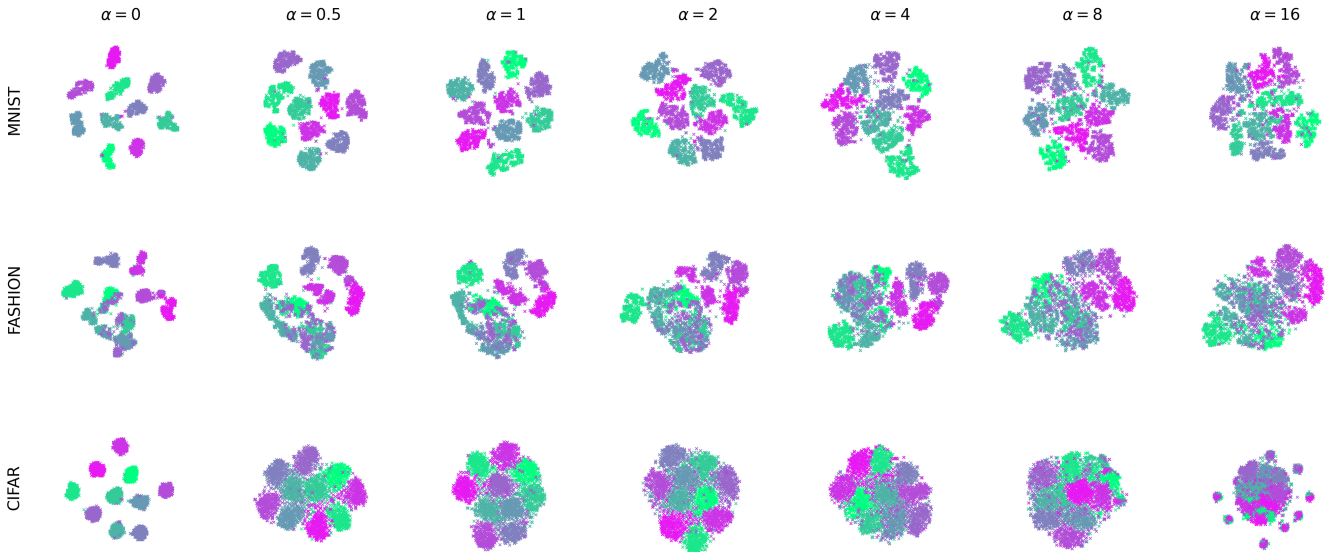 α = 0 α = 0.5 α = 1 α = 2 α = 4 α = 8 α = 16
MNIST
FASHION
CIFAR